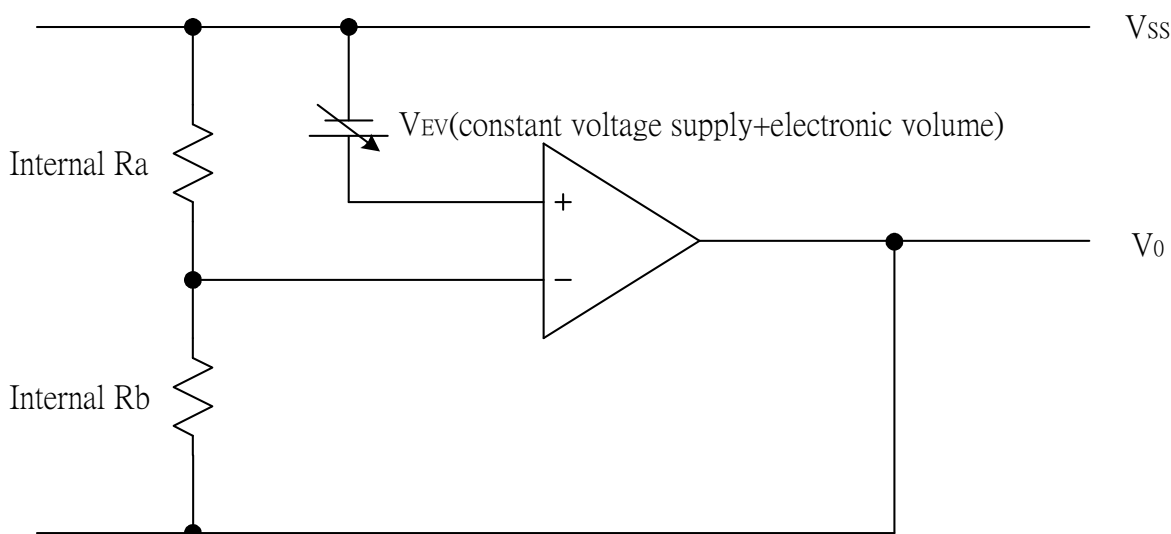 VSS
VEV(constant voltage supply+electronic volume)
Internal Ra
+
V0
−
Internal Rb